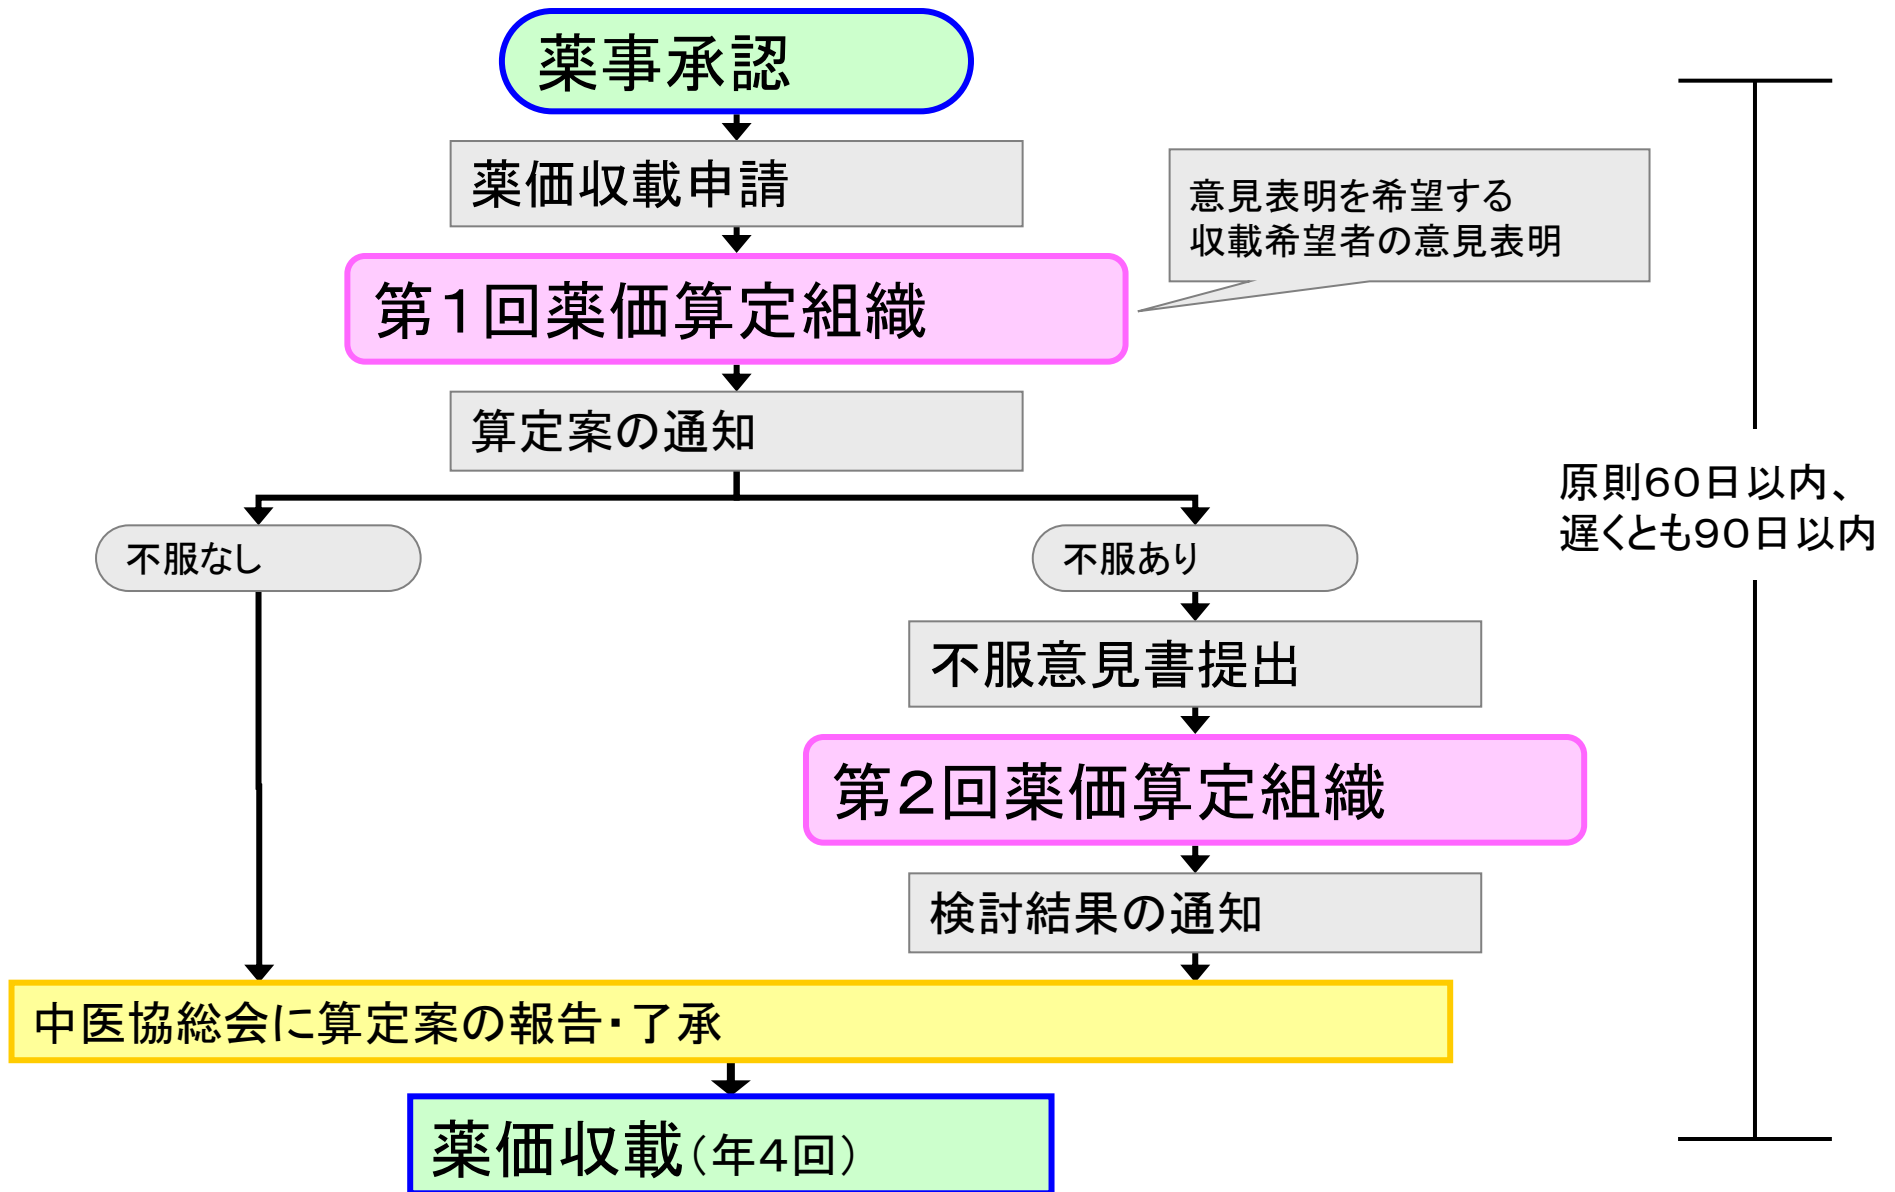 薬事承認
薬価収載申請
意見表明を希望する
収載希望者の意見表明
第１回薬価算定組織
算定案の通知
原則６０日以内、
遅くとも９０日以内
不服なし
不服あり
不服意見書提出
第２回薬価算定組織
検討結果の通知
中医協総会に算定案の報告・了承
薬価収載（年４回）